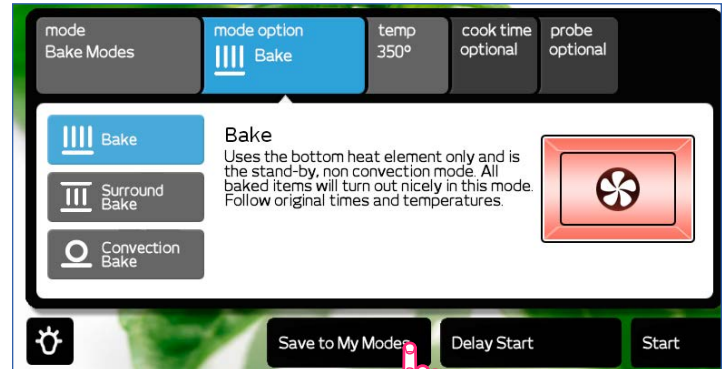 mode
Bake Modes
mode option
Bake
temp
350°
cook time
optional
probe
optional
Bake
Surround
Bake
Convection
Bake
Bake
Uses the bottom heat element only and is
the stand-by, non convection mode. All
baked items will turn out nicely in this mode.
Follow original times and temperatures.
Save to My Modes
Delay Start
Start